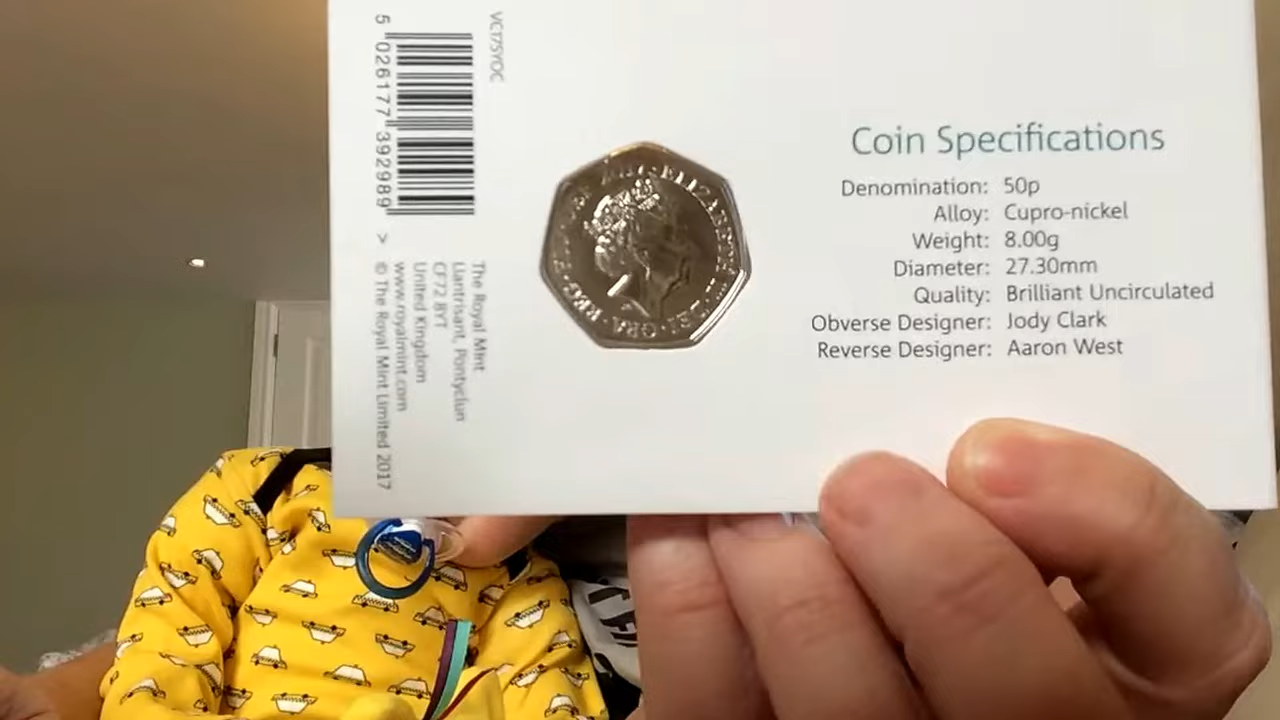 VC17SYOC
5 026177 392989 >
The Royal Mint
Llantrisant, Pontyclun
CF72 8YT
United Kingdom
www.royalmint.com
© The Royal Mint Limited 2017
Coin Specifications
Denomination: 50p
Alloy: Cupro-nickel
Weight: 8.00g
Diameter: 27.30mm
Quality: Brilliant Uncirculated
Obverse Designer: Jody Clark
Reverse Designer: Aaron West